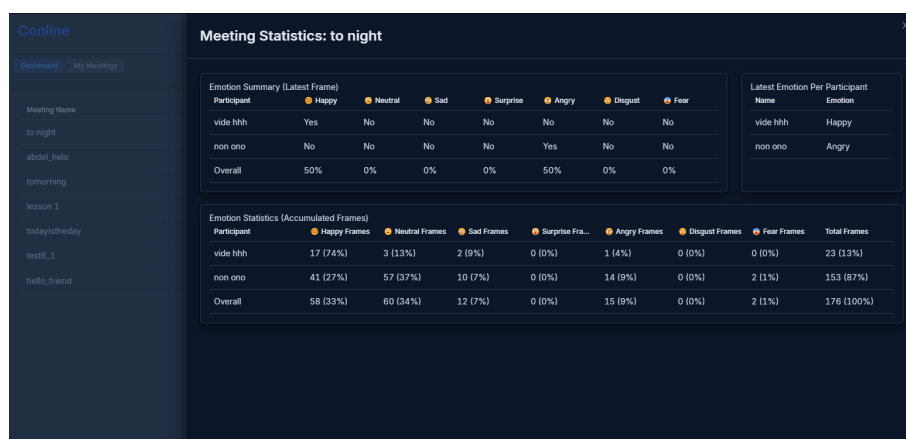 Conline
Dashboard My Meetings
Meeting Name
to night
abdel_helo
tomorning
lesson 1
todayistheday
test6_1
hello_friend
Meeting Statistics: to night
Emotion Summary (Latest Frame)
Participant 😊 Happy 😐 Neutral 😢 Sad 😮 Surprise 😡 Angry 🤢 Disgust 😨 Fear
vide hhh Yes No No No No No No
non ono No No No No Yes No No
Overall 50% 0% 0% 0% 50% 0% 0%
Latest Emotion Per Participant
Name Emotion
vide hhh Happy
non ono Angry
Emotion Statistics (Accumulated Frames)
Participant 😊 Happy Frames 😐 Neutral Frames 😢 Sad Frames 😮 Surprise Fra... 😡 Angry Frames 🤢 Disgust Frames 😨 Fear Frames Total Frames
vide hhh 17 (74%) 3 (13%) 2 (9%) 0 (0%) 1 (4%) 0 (0%) 0 (0%) 23 (13%)
non ono 41 (27%) 57 (37%) 10 (7%) 0 (0%) 14 (9%) 0 (0%) 2 (1%) 153 (87%)
Overall 58 (33%) 60 (34%) 12 (7%) 0 (0%) 15 (9%) 0 (0%) 2 (1%) 176 (100%)